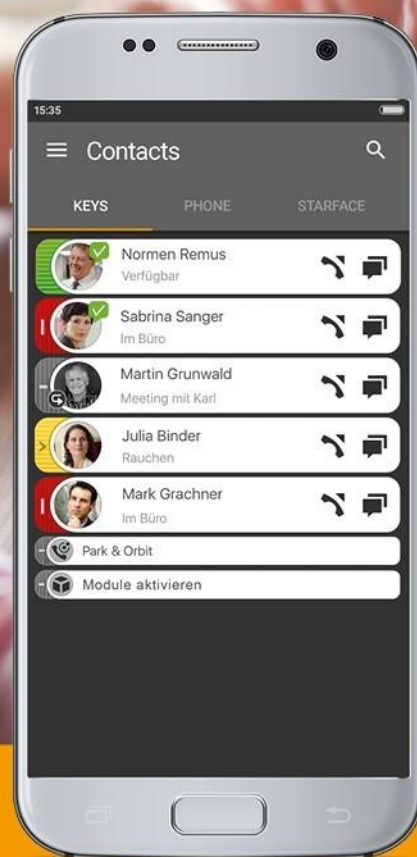 15:35
Contacts
KEYS PHONE STARFACE
Normen Remus
Verfügbar
Sabrina Sanger
Im Büro
Martin Grunwald
Meeting mit Karl
Julia Binder
Rauchen
Mark Grachner
Im Büro
Park & Orbit
Module aktivieren